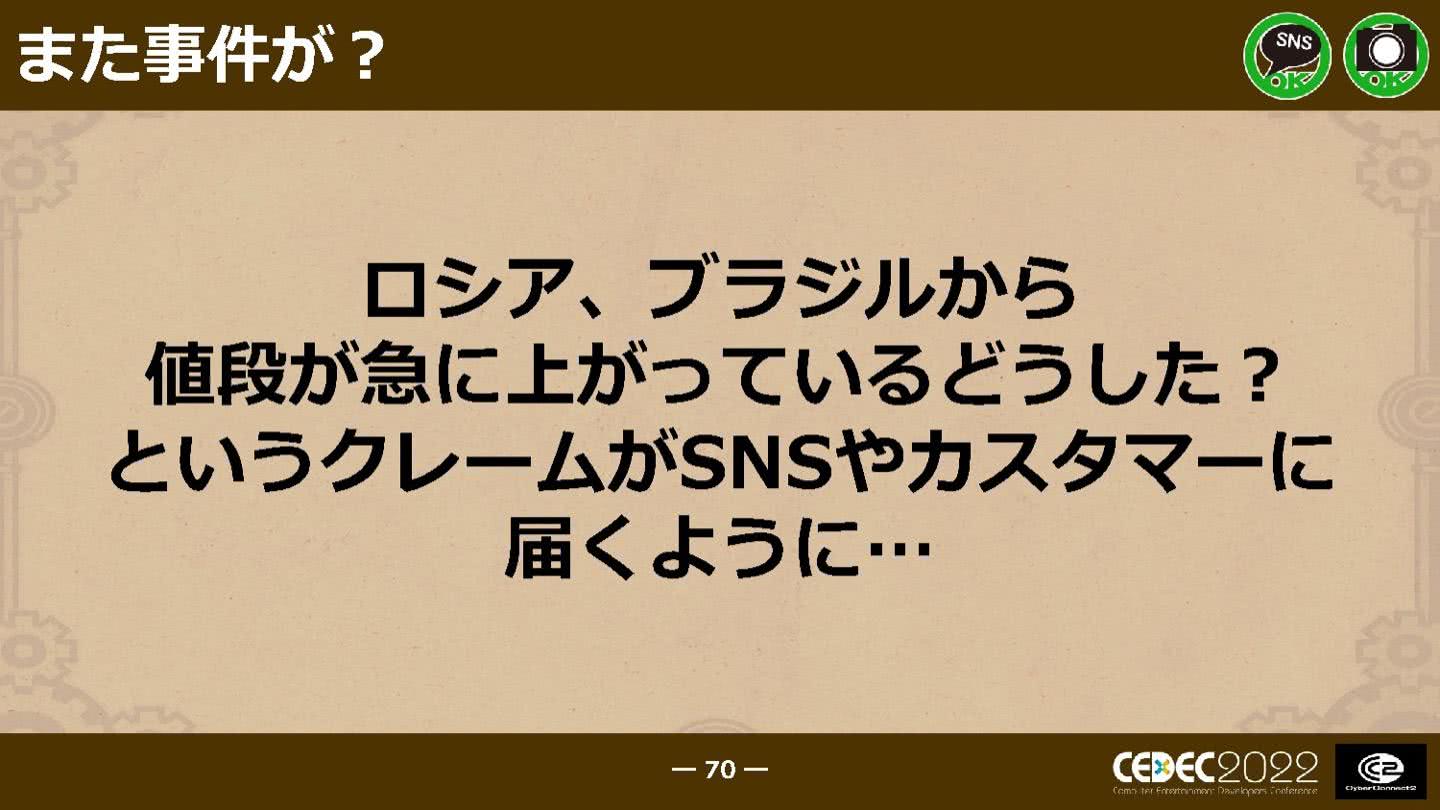 また事件が？
SNS
OK
OK
ロシア、ブラジルから
値段が急に上がっているどうした？
というクレームがSNSやカスタマーに
届くように…
― 70 ―
CEDEC2022
Computer Entertainment Developers Conference
CyberConnect2